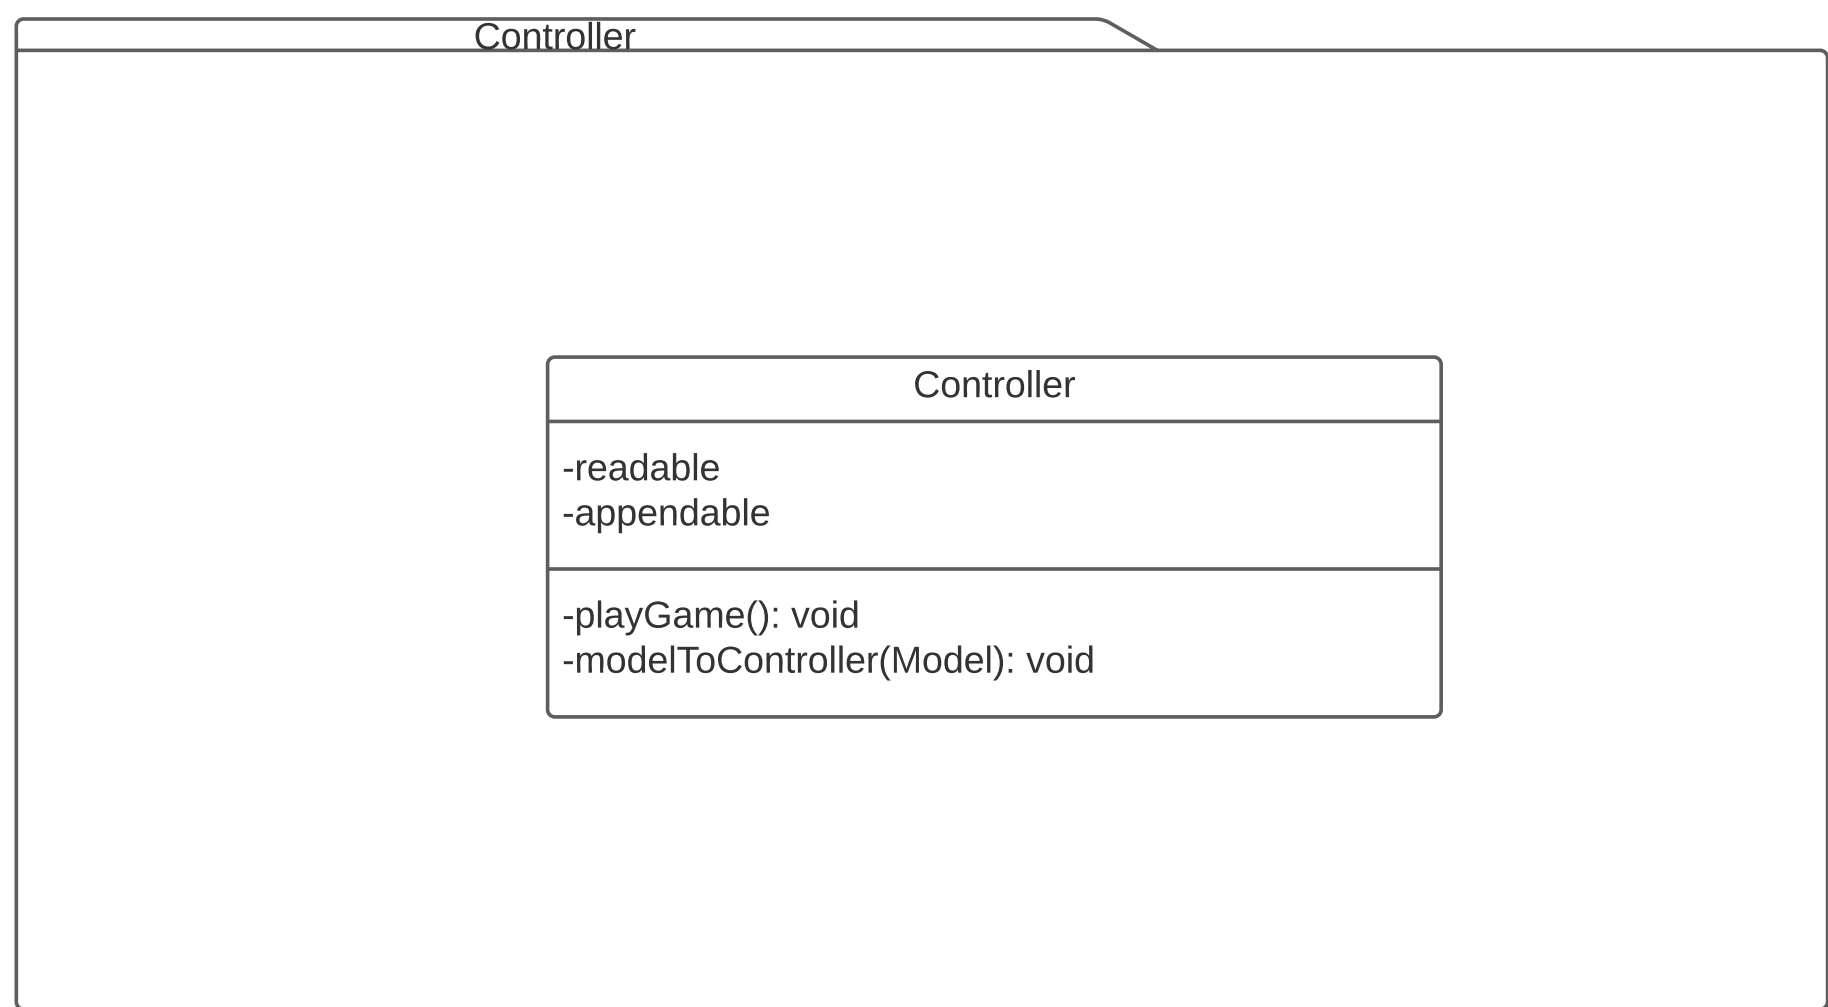 Controller
Controller
-readable
-appendable
-playGame(): void
-modelToController(Model): void